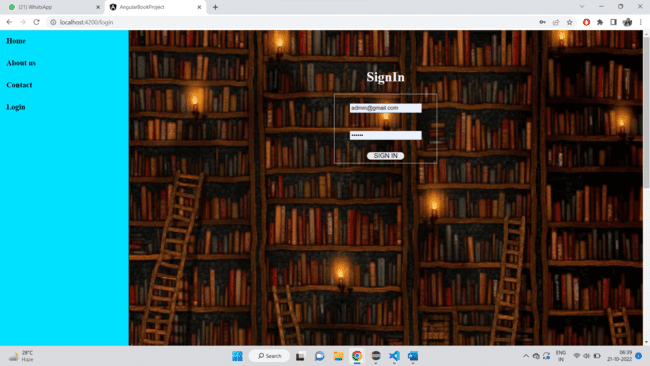 (21) WhatsApp
AngularBookProject
localhost:4200/login
Home
About us
Contact
Login
SignIn
admin@gmail.com
••••••
SIGN IN
28°C
Haze
Search
ENG
IN
06:39
21-10-2022